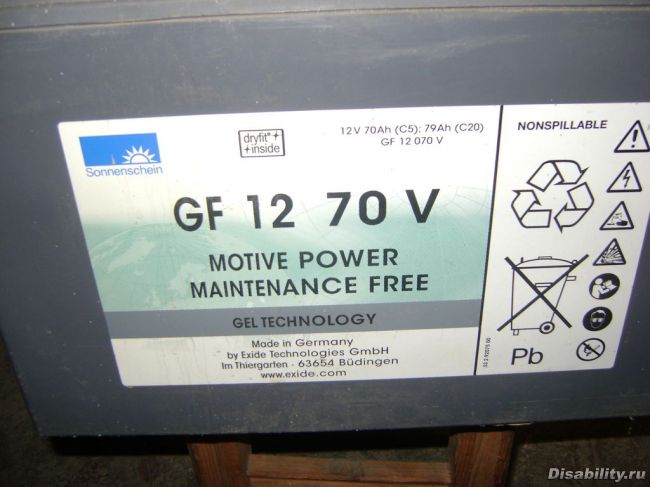 Sonnenschein
dryfit
inside
12V 70Ah (C5); 79Ah (C20)
GF 12 070 V
NONSPILLABLE
GF 12 70 V
MOTIVE POWER
MAINTENANCE FREE
GEL TECHNOLOGY
Made in Germany
by Exide Technologies GmbH
Im Thiergarten · 63654 Büdingen
www.exide.com
Pb
Disability.ru